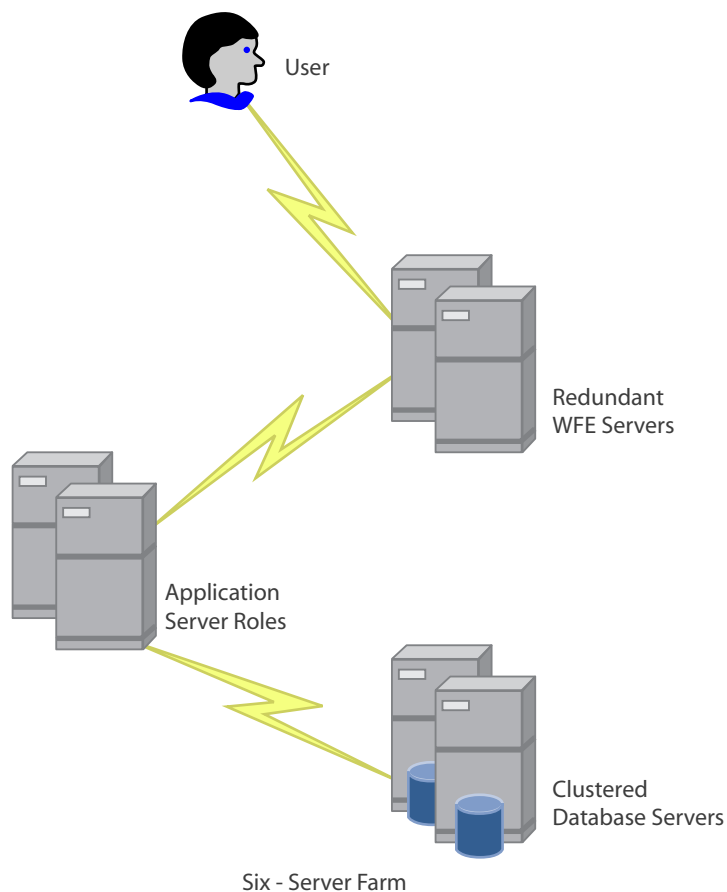 User
Redundant
WFE Servers
Application
Server Roles
Clustered
Database Servers
Six - Server Farm